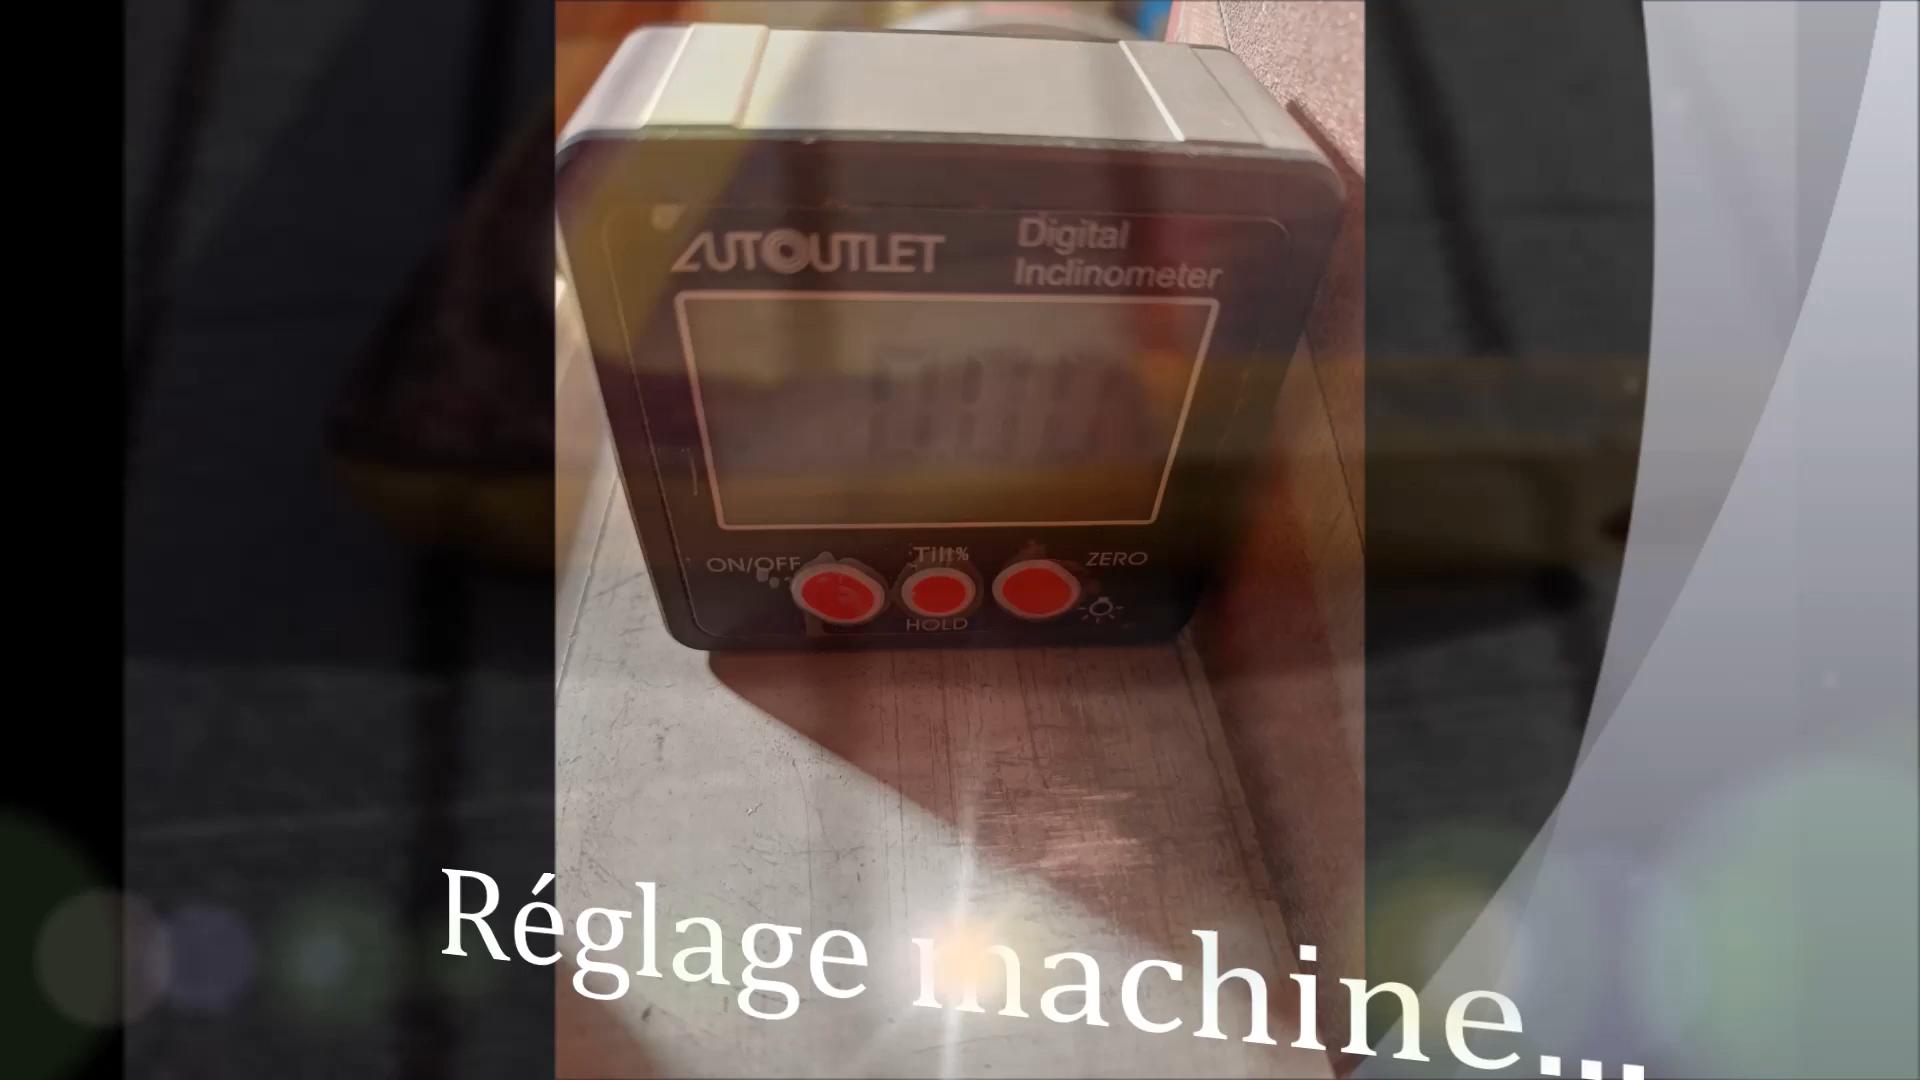 AUTOUTLET
Digital
Inclinometer
ON/OFF
Tilt%
ZERO
HOLD
Réglage machine...